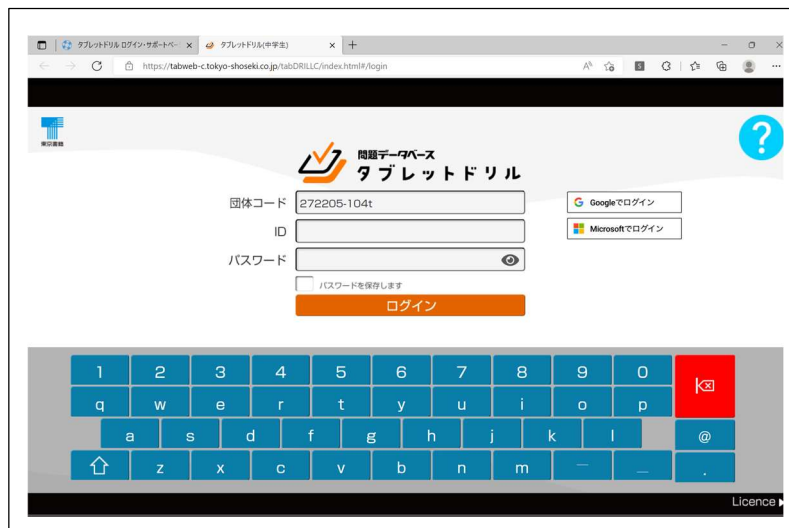 タブレットドリル ログイン・サポートペー
タブレットドリル(中学生)
https://tabweb-c.tokyo-shoseki.co.jp/tabDRILLC/index.html#/login
東京書籍
?
問題データベース
タブレットドリル
団体コード 272205-104t
ID
パスワード
パスワードを保存します
ログイン
Googleでログイン
Microsoftでログイン
1 2 3 4 5 6 7 8 9 0
q w e r t y u i o p
a s d f g h j k l @
z x c v b n m - _ .
Licence